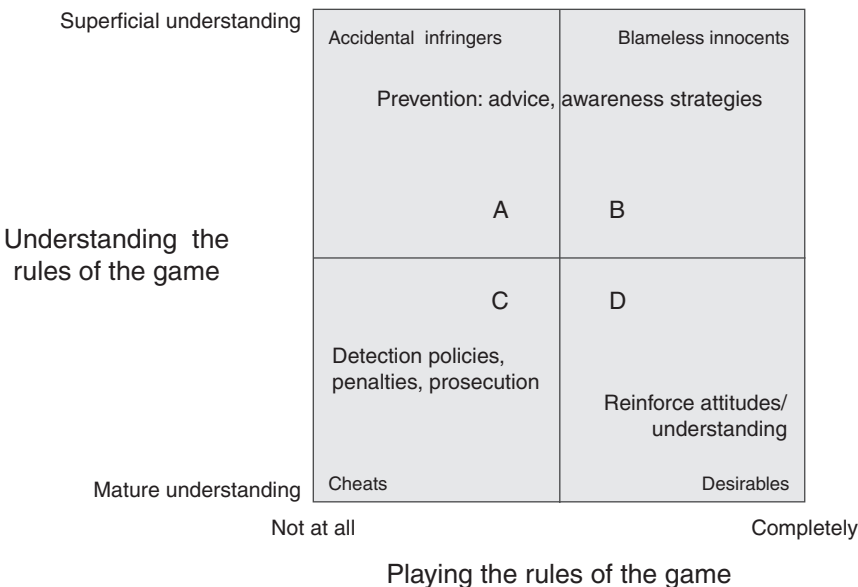 Superficial understanding
Accidental infringers
Blameless innocents
Prevention: advice, awareness strategies
A
B
Understanding the
rules of the game
C
D
Detection policies,
penalties, prosecution
Reinforce attitudes/
understanding
Mature understanding
Cheats
Desirables
Not at all
Completely
Playing the rules of the game